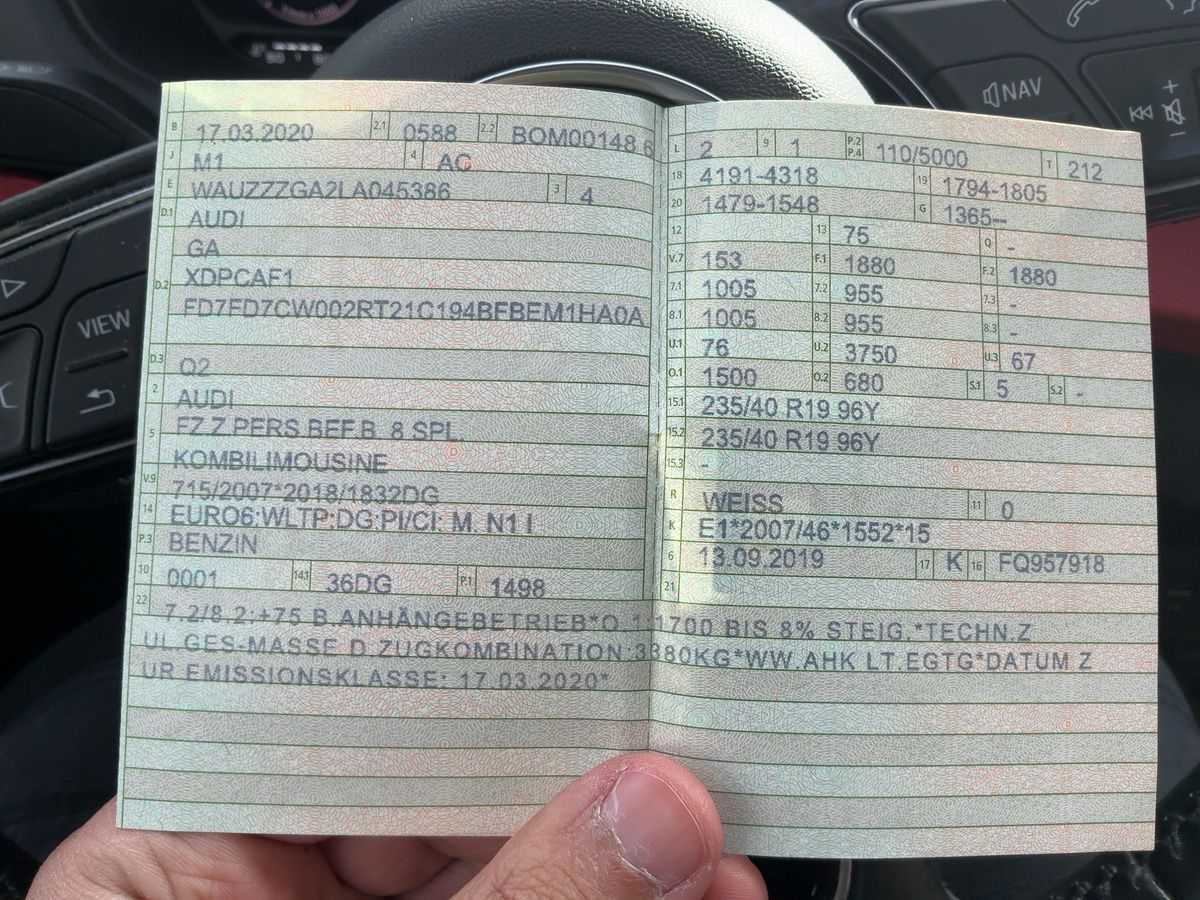 B 17.03.2020 2.1 0588 2.2 BOM00148 6
J M1 4 AC
E WAUZZZGA2LA045386 3 4
D.1 AUDI
GA
D.2 XDPCAF1
FD7FD7CW002RT21C194BFBEM1HA0A
D.3 Q2
2 AUDI
5 FZ.Z.PERS.BEF.B. 8 SPL.
KOMBILIMOUSINE
V.9 715/2007*2018/1832DG
14 EURO6;WLTP;DG;PI/CI; M, N1 I
P.3 BENZIN
10 0001 14.1 36DG P.1 1498
L 2 9 1 P.2 P.4 110/5000 T 212
18 4191-4318 19 1794-1805
20 1479-1548 G 1365--
12 13 75 Q -
V.7 153 F.1 1880 F.2 1880
7.1 1005 7.2 955 7.3 -
8.1 1005 8.2 955 8.3 -
U.1 76 U.2 3750 U.3 67
O.1 1500 O.2 680 S.1 5 S.2 -
15.1 235/40 R19 96Y
15.2 235/40 R19 96Y
15.3 -
R WEISS 11 0
K E1*2007/46*1552*15
6 13.09.2019 17 K 16 FQ957918
21
22 7.2/8.2:+75 B.ANHÄNGEBETRIEB*O.1:1700 BIS 8% STEIG.*TECHN.Z
UL.GES.-MASSE D.ZUGKOMBINATION:3380KG*WW.AHK LT.EGTG*DATUM Z
UR EMISSIONSKLASSE: 17.03.2020*
VIEW
NAV